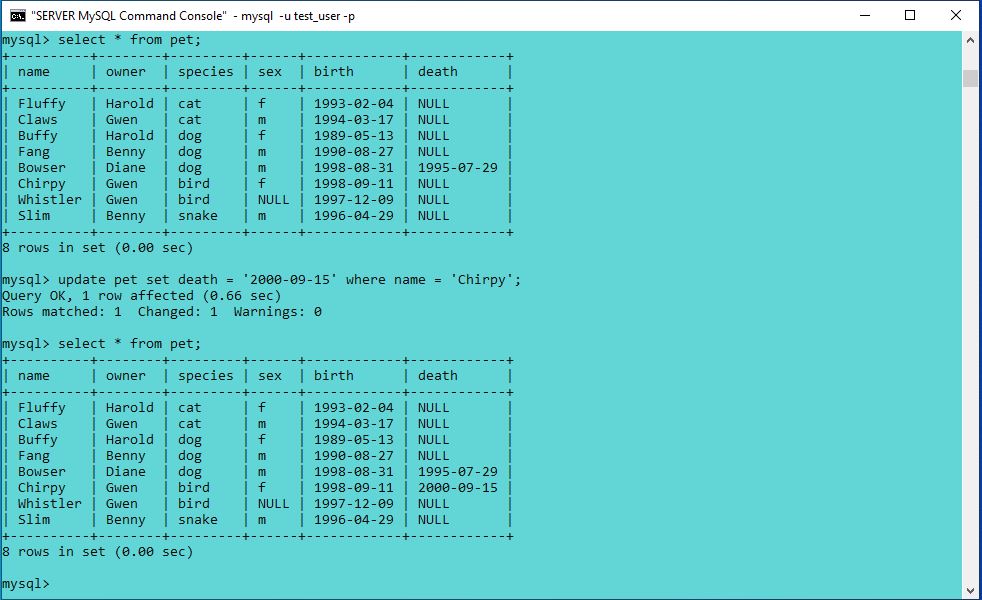 "SERVER MySQL Command Console" - mysql -u test_user -p
mysql> select * from pet;
+----------+--------+---------+------+------------+------------+
| name     | owner  | species | sex  | birth      | death      |
+----------+--------+---------+------+------------+------------+
| Fluffy   | Harold | cat     | f    | 1993-02-04 | NULL       |
| Claws    | Gwen   | cat     | m    | 1994-03-17 | NULL       |
| Buffy    | Harold | dog     | f    | 1989-05-13 | NULL       |
| Fang     | Benny  | dog     | m    | 1990-08-27 | NULL       |
| Bowser   | Diane  | dog     | m    | 1998-08-31 | 1995-07-29 |
| Chirpy   | Gwen   | bird    | f    | 1998-09-11 | NULL       |
| Whistler | Gwen   | bird    | NULL | 1997-12-09 | NULL       |
| Slim     | Benny  | snake   | m    | 1996-04-29 | NULL       |
+----------+--------+---------+------+------------+------------+
8 rows in set (0.00 sec)
mysql> update pet set death = '2000-09-15' where name = 'Chirpy';
Query OK, 1 row affected (0.66 sec)
Rows matched: 1  Changed: 1  Warnings: 0
mysql> select * from pet;
+----------+--------+---------+------+------------+------------+
| name     | owner  | species | sex  | birth      | death      |
+----------+--------+---------+------+------------+------------+
| Fluffy   | Harold | cat     | f    | 1993-02-04 | NULL       |
| Claws    | Gwen   | cat     | m    | 1994-03-17 | NULL       |
| Buffy    | Harold | dog     | f    | 1989-05-13 | NULL       |
| Fang     | Benny  | dog     | m    | 1990-08-27 | NULL       |
| Bowser   | Diane  | dog     | m    | 1998-08-31 | 1995-07-29 |
| Chirpy   | Gwen   | bird    | f    | 1998-09-11 | 2000-09-15 |
| Whistler | Gwen   | bird    | NULL | 1997-12-09 | NULL       |
| Slim     | Benny  | snake   | m    | 1996-04-29 | NULL       |
+----------+--------+---------+------+------------+------------+
8 rows in set (0.00 sec)
mysql>